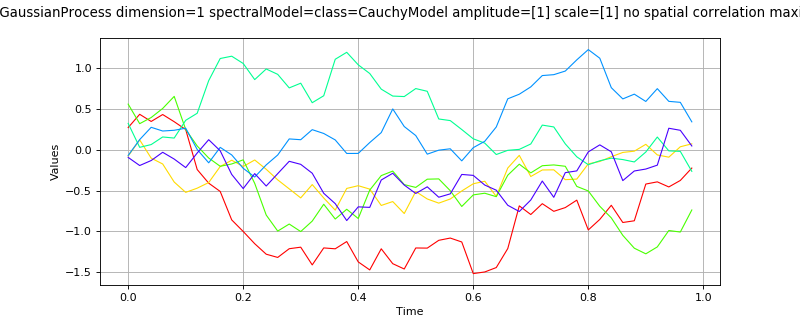 GaussianProcess dimension=1 spectralModel=class=CauchyModel amplitude=[1] scale=[1] no spatial correlation maxi
1.0
0.5
0.0
−0.5
−1.0
−1.5
Values
0.0 0.2 0.4 0.6 0.8 1.0
Time